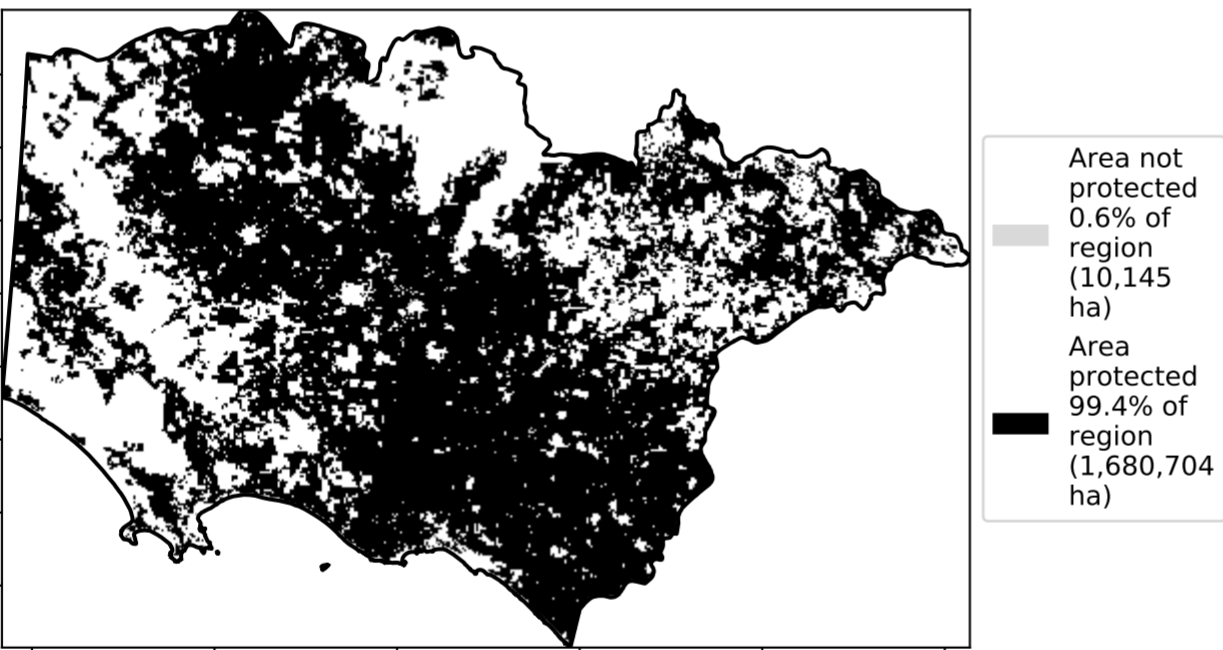 Area not
protected
0.6% of
region
(10,145
ha)
Area
protected
99.4% of
region
(1,680,704
ha)